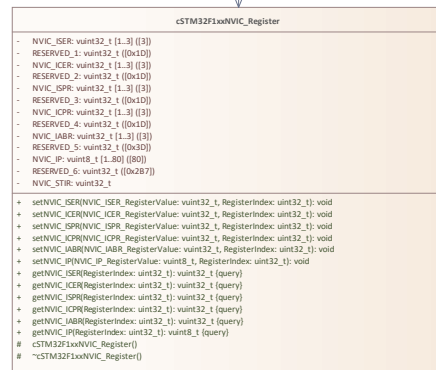 cSTM32F1xxNVIC_Register
- NVIC_ISER: vuint32_t [1..3] ([3])
- RESERVED_1: vuint32_t ([0x1D])
- NVIC_ICER: vuint32_t [1..3] ([3])
- RESERVED_2: vuint32_t ([0x1D])
- NVIC_ISPR: vuint32_t [1..3] ([3])
- RESERVED_3: vuint32_t ([0x1D])
- NVIC_ICPR: vuint32_t [1..3] ([3])
- RESERVED_4: vuint32_t ([0x1D])
- NVIC_IABR: vuint32_t [1..3] ([3])
- RESERVED_5: vuint32_t ([0x3D])
- NVIC_IP: vuint8_t [1..80] ([80])
- RESERVED_6: vuint32_t ([0x2B7])
- NVIC_STIR: vuint32_t
+ setNVIC_ISER(NVIC_ISER_RegisterValue: vuint32_t, RegisterIndex: uint32_t): void
+ setNVIC_ICER(NVIC_ICER_RegisterValue: vuint32_t, RegisterIndex: uint32_t): void
+ setNVIC_ISPR(NVIC_ISPR_RegisterValue: vuint32_t, RegisterIndex: uint32_t): void
+ setNVIC_ICPR(NVIC_ICPR_RegisterValue: vuint32_t, RegisterIndex: uint32_t): void
+ setNVIC_IABR(NVIC_IABR_RegisterValue: vuint32_t, RegisterIndex: uint32_t): void
+ setNVIC_IP(NVIC_IP_RegisterValue: vuint8_t, RegisterIndex: uint32_t): void
+ getNVIC_ISER(RegisterIndex: uint32_t): vuint32_t {query}
+ getNVIC_ICER(RegisterIndex: uint32_t): vuint32_t {query}
+ getNVIC_ISPR(RegisterIndex: uint32_t): vuint32_t {query}
+ getNVIC_ICPR(RegisterIndex: uint32_t): vuint32_t {query}
+ getNVIC_IABR(RegisterIndex: uint32_t): vuint32_t {query}
+ getNVIC_IP(RegisterIndex: uint32_t): vuint8_t {query}
# cSTM32F1xxNVIC_Register()
# ~cSTM32F1xxNVIC_Register()